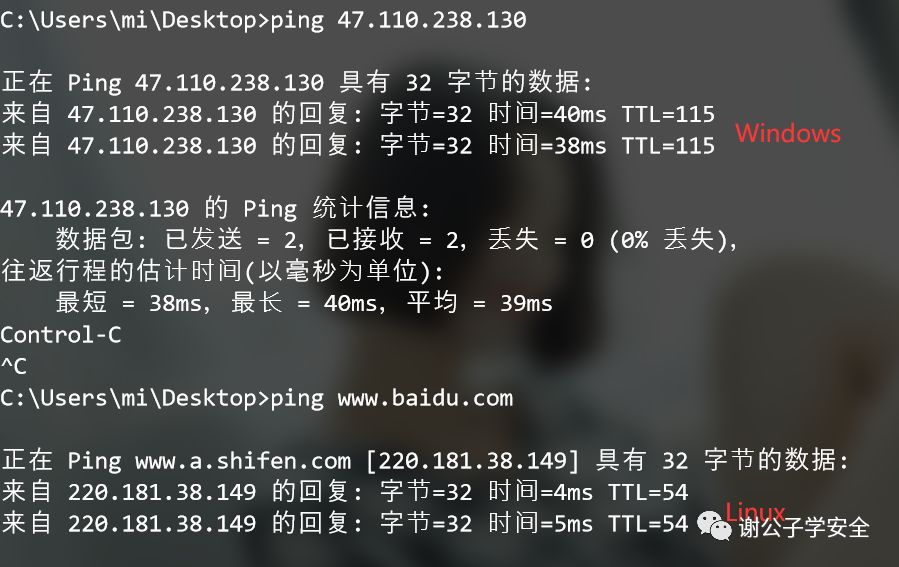 C:\Users\mi\Desktop>ping 47.110.238.130
正在 Ping 47.110.238.130 具有 32 字节的数据:
来自 47.110.238.130 的回复: 字节=32 时间=40ms TTL=115
来自 47.110.238.130 的回复: 字节=32 时间=38ms TTL=115
Windows
47.110.238.130 的 Ping 统计信息:
数据包: 已发送 = 2, 已接收 = 2, 丢失 = 0 (0% 丢失),
往返行程的估计时间(以毫秒为单位):
最短 = 38ms, 最长 = 40ms, 平均 = 39ms
Control-C
^C
C:\Users\mi\Desktop>ping www.baidu.com
正在 Ping www.a.shifen.com [220.181.38.149] 具有 32 字节的数据:
来自 220.181.38.149 的回复: 字节=32 时间=4ms TTL=54
来自 220.181.38.149 的回复: 字节=32 时间=5ms TTL=54
Linux
谢公子学安全